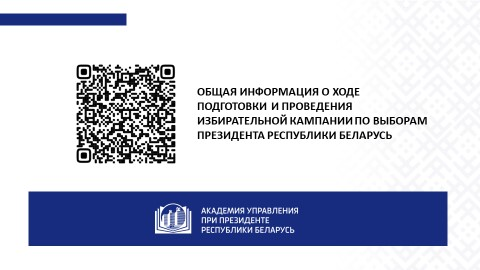 ОБЩАЯ ИНФОРМАЦИЯ О ХОДЕ
ПОДГОТОВКИ И ПРОВЕДЕНИЯ
ИЗБИРАТЕЛЬНОЙ КАМПАНИИ ПО ВЫБОРАМ
ПРЕЗИДЕНТА РЕСПУБЛИКИ БЕЛАРУСЬ
АКАДЕМИЯ УПРАВЛЕНИЯ
ПРИ ПРЕЗИДЕНТЕ
РЕСПУБЛИКИ БЕЛАРУСЬ